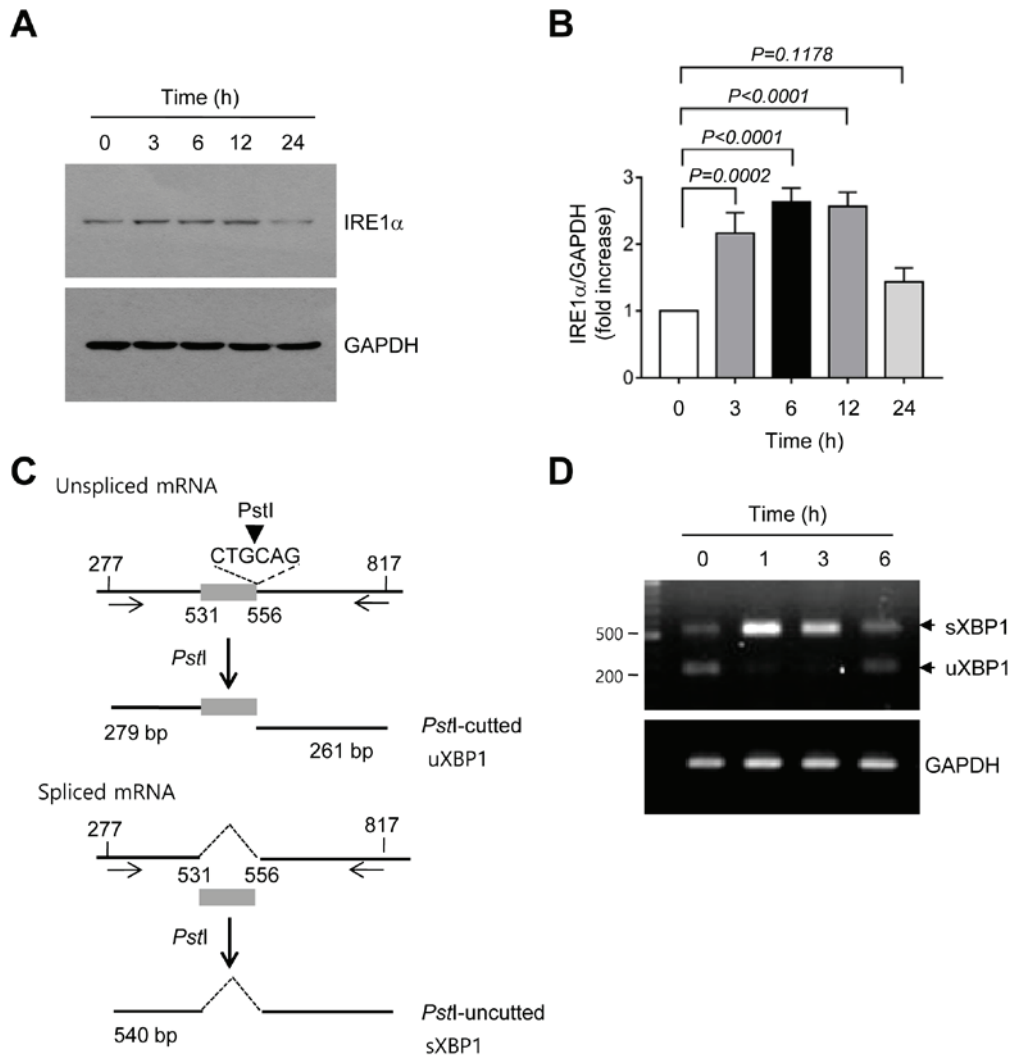 A
Time (h)
0 3 6 12 24
IRE1α
GAPDH
B
P=0.1178
P<0.0001
P<0.0001
P=0.0002
IRE1α/GAPDH
(fold increase)
3
2
1
0
0 3 6 12 24
Time (h)
C
Unspliced mRNA
PstI
CTGCAG
277 817
531 556
PstI
279 bp
261 bp
PstI-cutted
uXBP1
Spliced mRNA
277 817
531 556
PstI
540 bp
PstI-uncutted
sXBP1
D
Time (h)
0 1 3 6
500
200
sXBP1
uXBP1
GAPDH